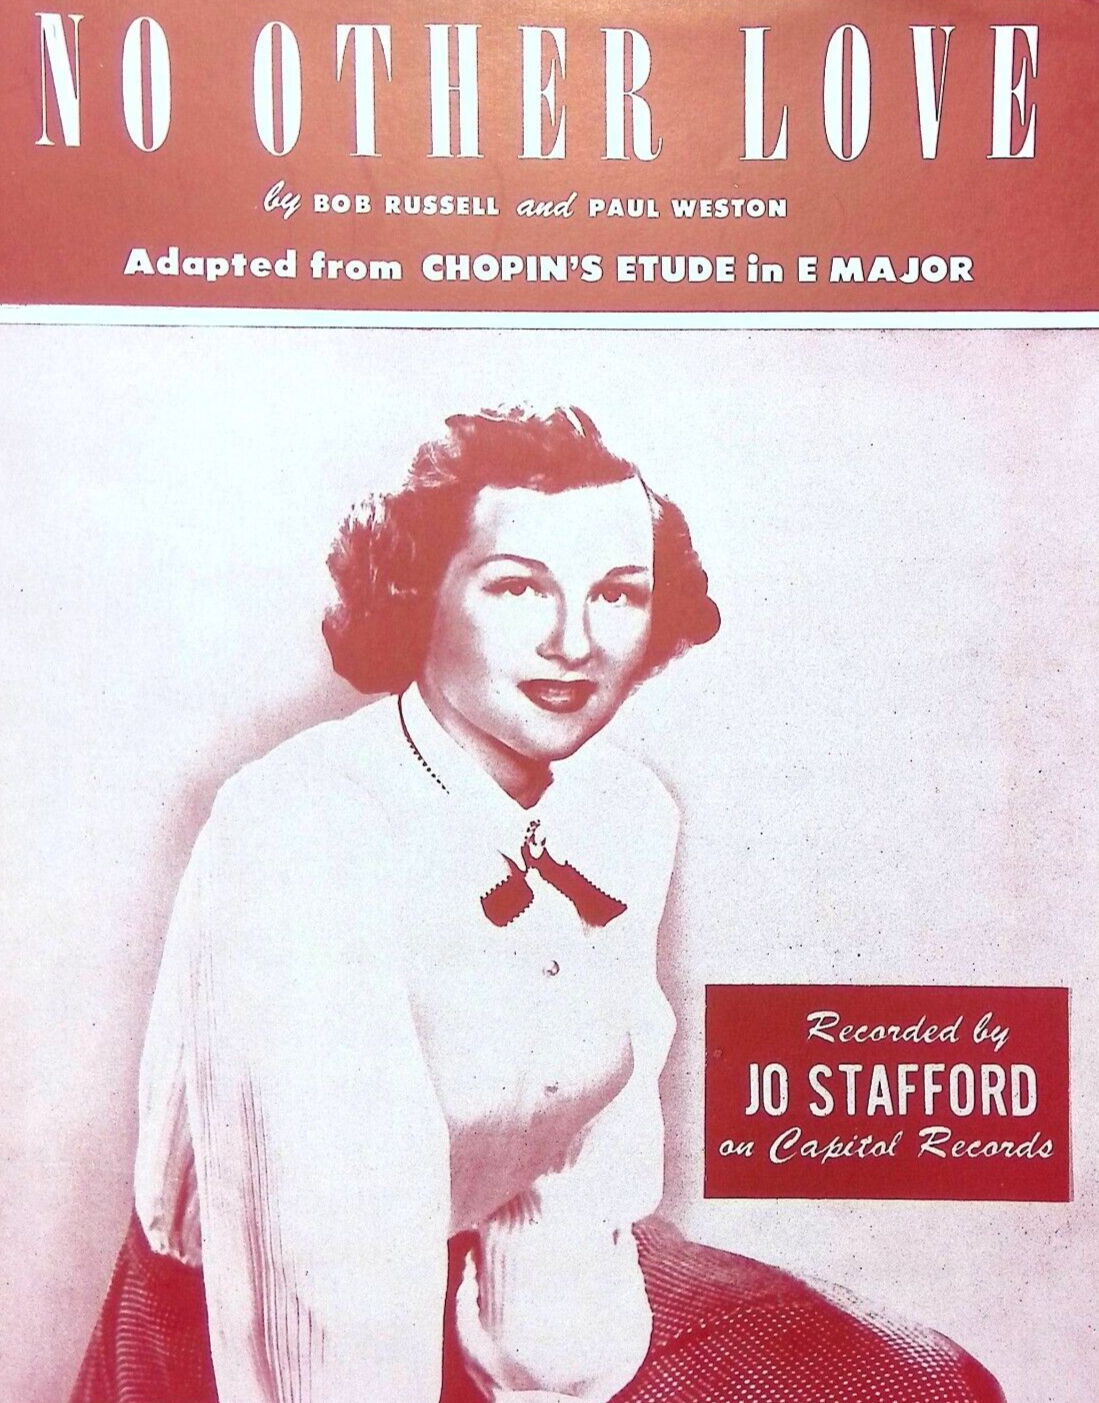 NO OTHER LOVE
by BOB RUSSELL and PAUL WESTON
Adapted from CHOPIN'S ETUDE in E MAJOR
Recorded by
JO STAFFORD
on Capitol Records